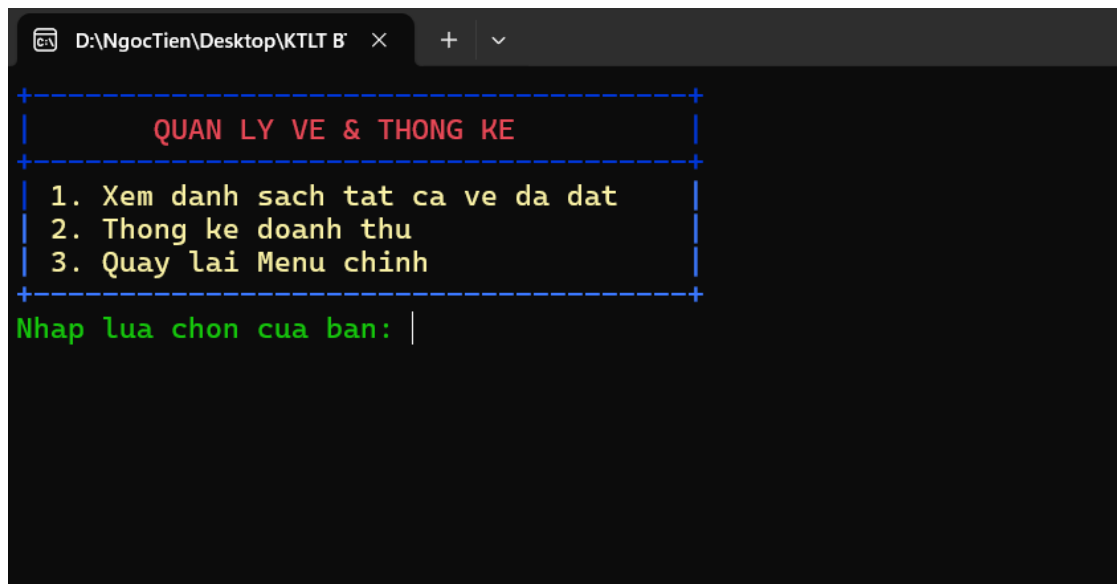 D:\NgocTien\Desktop\KTLT B
QUAN LY VE & THONG KE
1. Xem danh sach tat ca ve da dat
2. Thong ke doanh thu
3. Quay lai Menu chinh
Nhap lua chon cua ban: